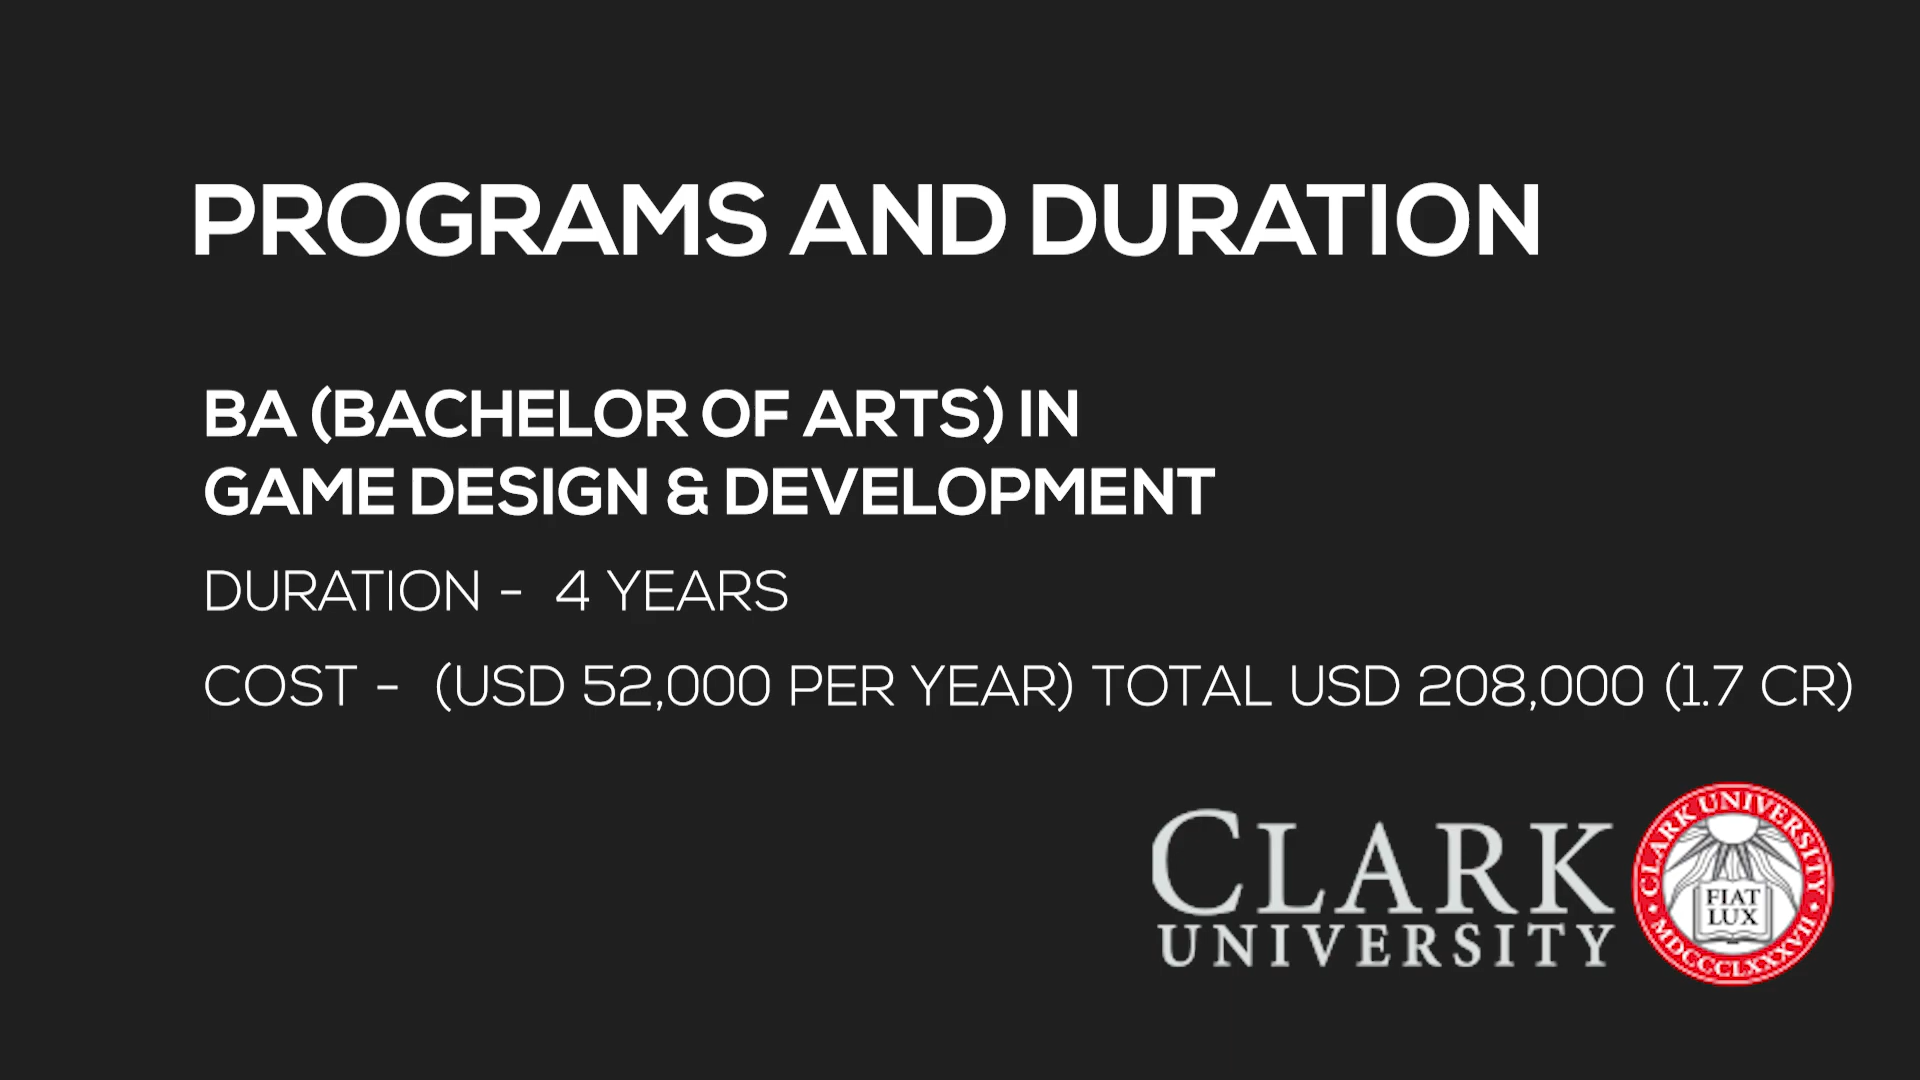 PROGRAMS AND DURATION
BA (BACHELOR OF ARTS) IN
GAME DESIGN & DEVELOPMENT
DURATION - 4 YEARS
COST - (USD 52,000 PER YEAR) TOTAL USD 208,000 (1.7 CR)
CLARK
UNIVERSITY
CLARK UNIVERSITY
FIAT
LUX
MDCCCLXXXVII